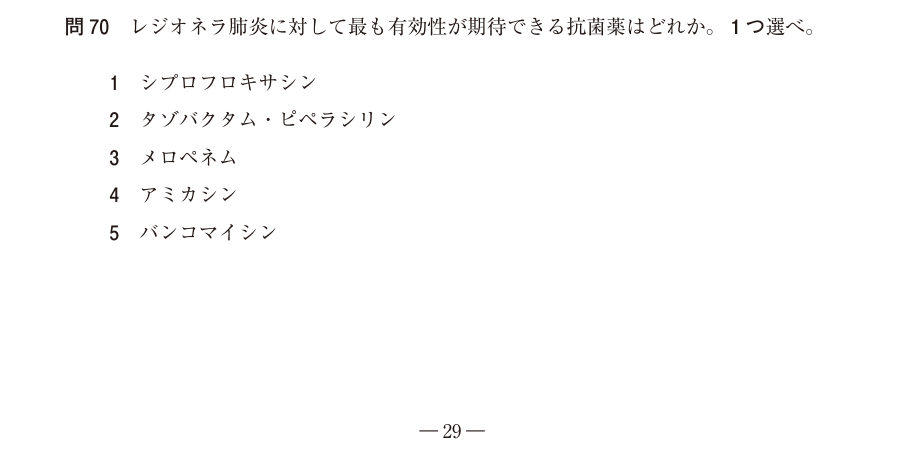 問 70 レジオネラ肺炎に対して最も有効性が期待できる抗菌薬はどれか。1つ選べ。
1 シプロフロキサシン
2 タゾバクタム・ピペラシリン
3 メロペネム
4 アミカシン
5 バンコマイシン
— 29 —